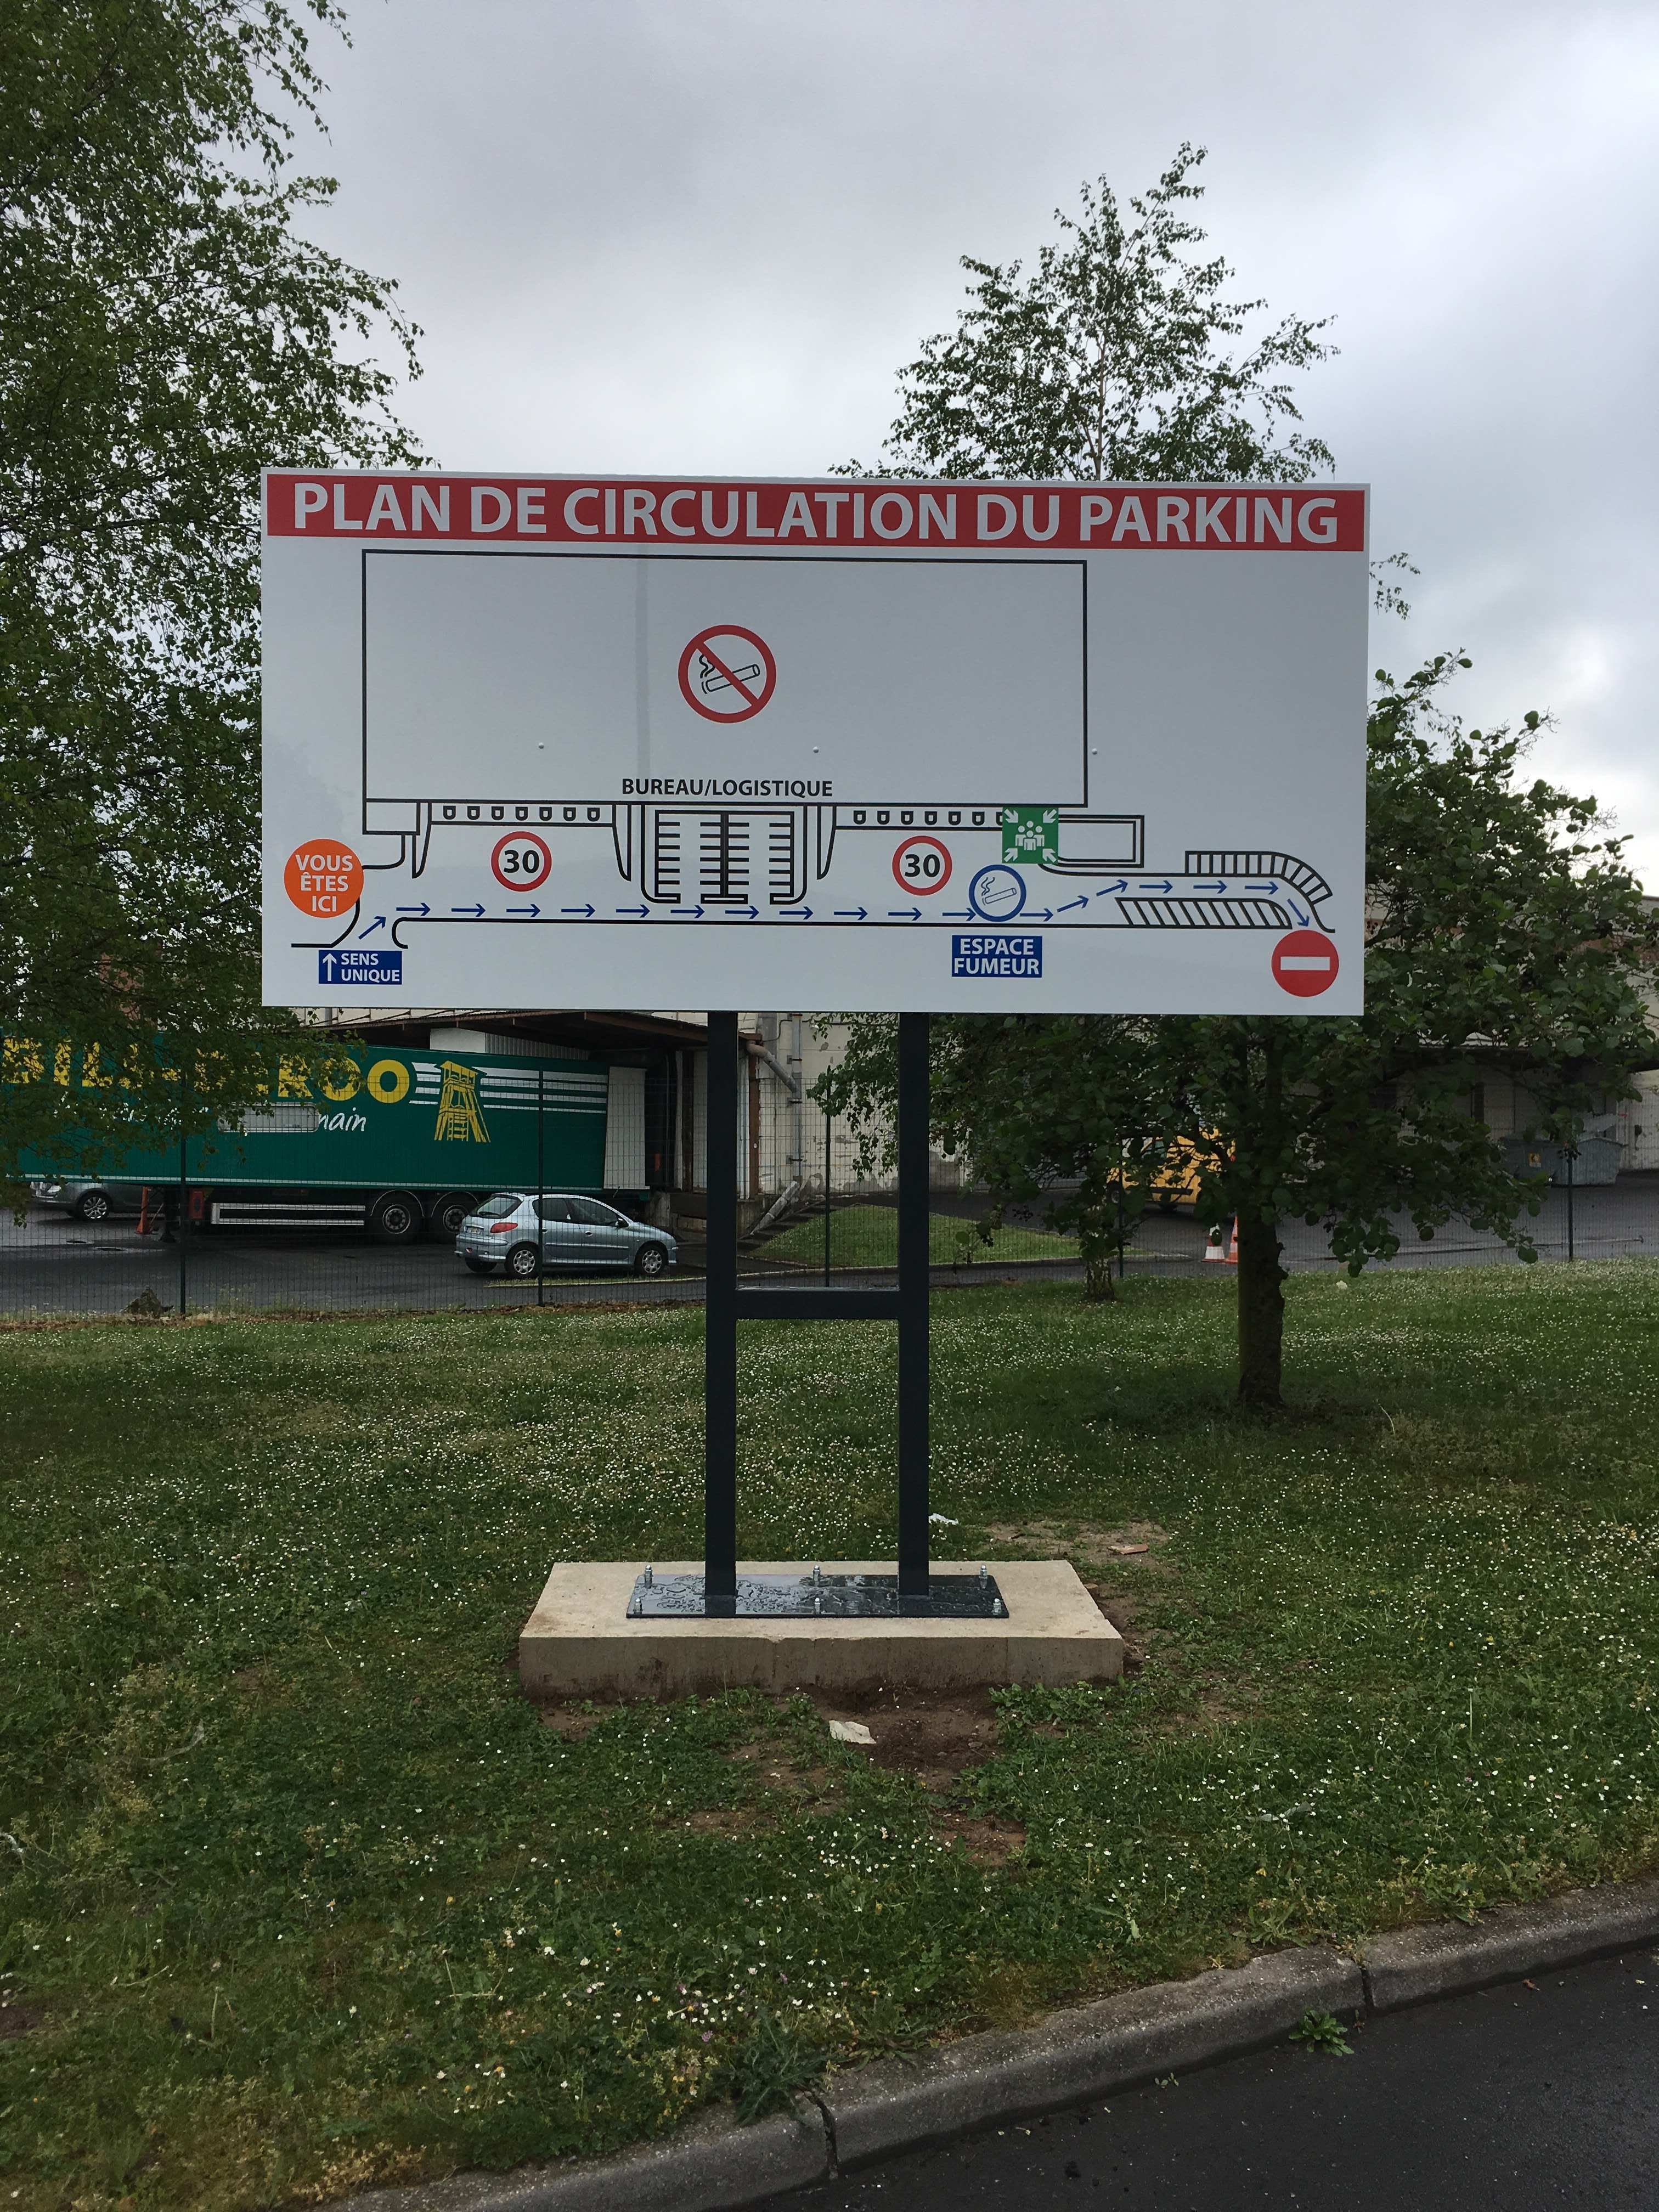 PLAN DE CIRCULATION DU PARKING
BUREAU/LOGISTIQUE
30
30
VOUS
ÊTES
ICI
SENS
UNIQUE
ESPACE
FUMEUR